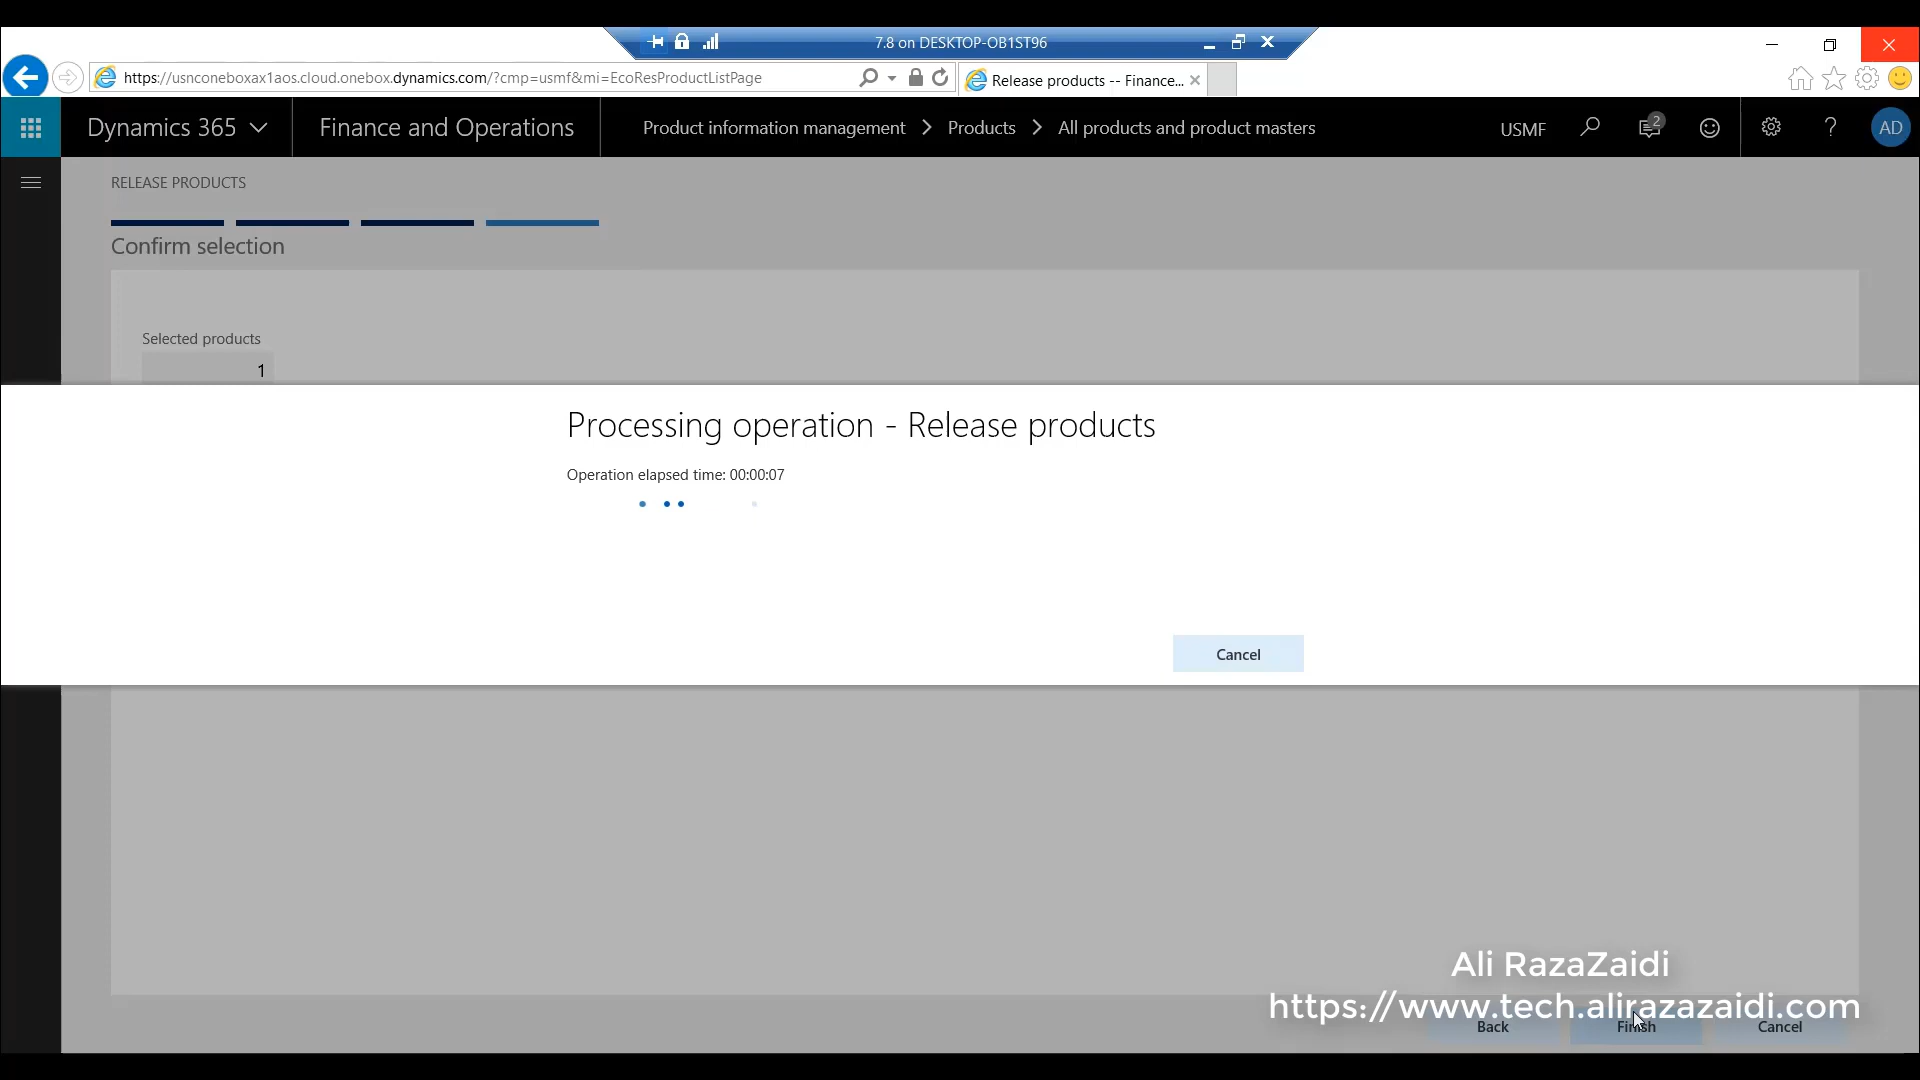 7.8 on DESKTOP-OB1ST96
https://usnconeboxax1aos.cloud.onebox.dynamics.com/?cmp=usmf&mi=EcoResProductListPage
Release products -- Finance...
Dynamics 365
Finance and Operations
Product information management
Products
All products and product masters
USMF
2
?
AD
RELEASE PRODUCTS
Confirm selection
Selected products
1
Processing operation - Release products
Operation elapsed time: 00:00:07
Cancel
Ali RazaZaidi
https://www.tech.alirazazaidi.com
Back
Finish
Cancel